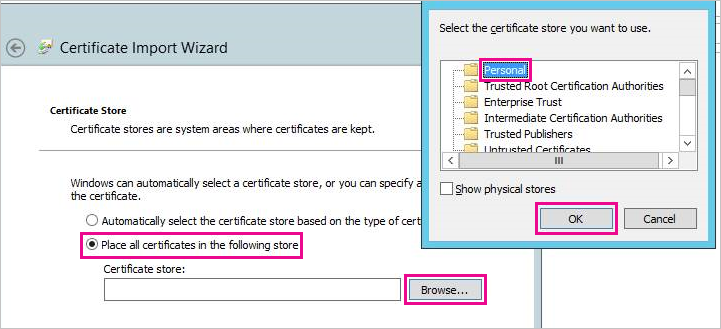 Certificate Import Wizard
Certificate Store
Certificate stores are system areas where certificates are kept.
Windows can automatically select a certificate store, or you can specify a
the certificate.
Automatically select the certificate store based on the type of cert
Place all certificates in the following store
Certificate store:
Browse...
Select the certificate store you want to use.
Personal
Trusted Root Certification Authorities
Enterprise Trust
Intermediate Certification Authorities
Trusted Publishers
Untrusted Certificates
Show physical stores
OK
Cancel